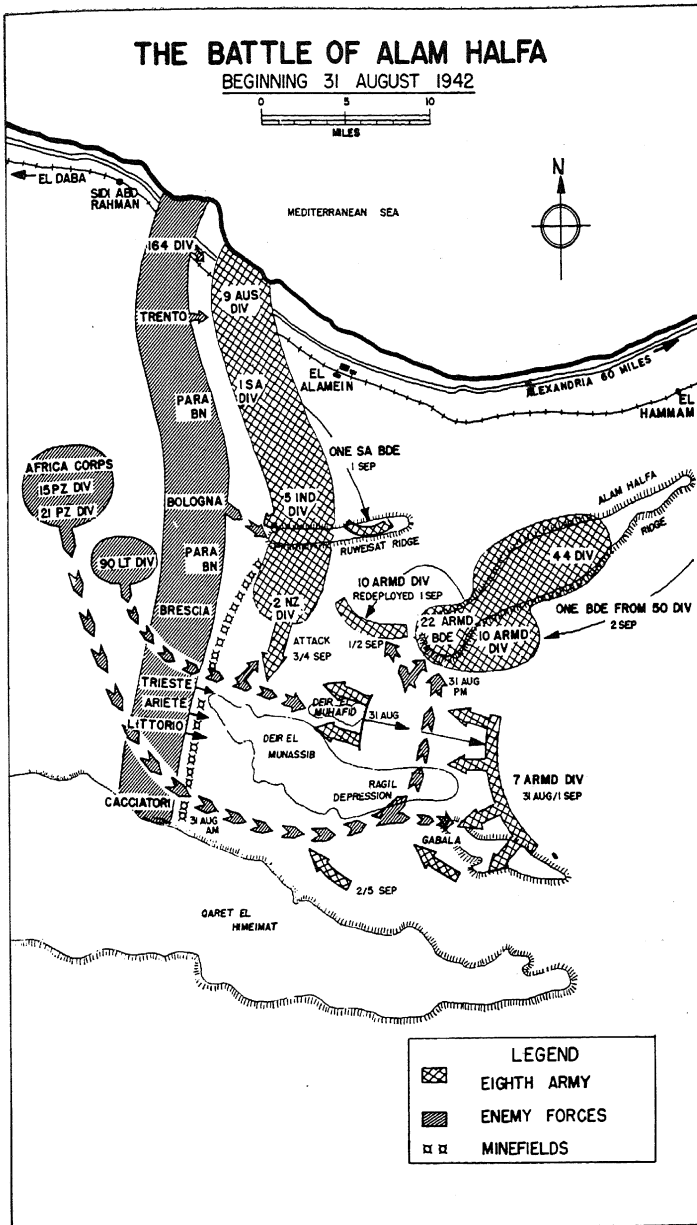 THE BATTLE OF ALAM HALFA
BEGINNING 31 AUGUST 1942
0 5 10
MILES
N
EL DABA
SIDI ABD
RAHMAN
MEDITERRANEAN SEA
164 DIV
9 AUS
DIV
TRENTO
EL
ALAMEIN
ALEXANDRIA 60 MILES
EL
HAMMAM
1 SA
DIV
PARA
BN
ONE SA BDE
1 SEP
AFRICA CORPS
15 PZ DIV
21 PZ DIV
BOLOGNA
5 IND
DIV
RUWEISAT RIDGE
ALAM HALFA
RIDGE
44 DIV
90 LT DIV
PARA
BN
10 ARMD DIV
REDEPLOYED 1 SEP
BRESCIA
2 NZ
DIV
22 ARMD
BDE
10 ARMD
DIV
ONE BDE FROM 50 DIV
2 SEP
ATTACK
3/4 SEP
1/2 SEP
31 AUG
PM
TRIESTE
ARIETE
LITTORIO
DEIR EL
MUHAFID
31 AUG
DEIR EL
MUNASSIB
RAGIL
DEPRESSION
7 ARMD DIV
31 AUG/1 SEP
CACCIATORI
31 AUG
AM
GABALA
2/5 SEP
QARET EL
HIMEIMAT
LEGEND
EIGHTH ARMY
ENEMY FORCES
MINEFIELDS